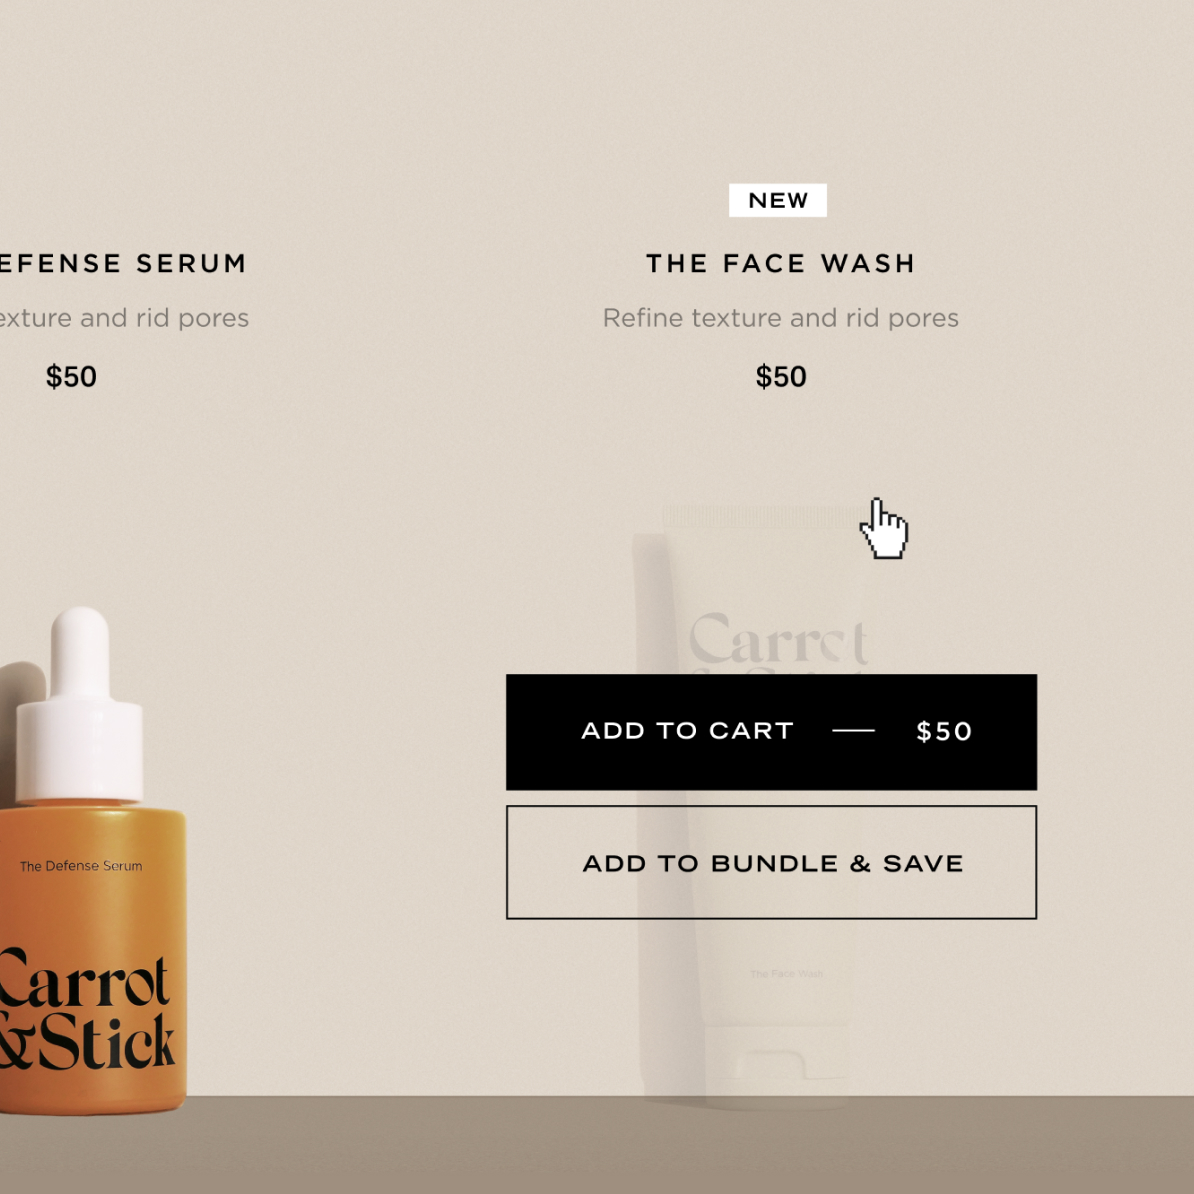 NEW
EFENSE SERUM
exture and rid pores
$50
THE FACE WASH
Refine texture and rid pores
$50
Carrot
ADD TO CART — $50
ADD TO BUNDLE & SAVE
The Face Wash
The Defense Serum
Carrot
&Stick